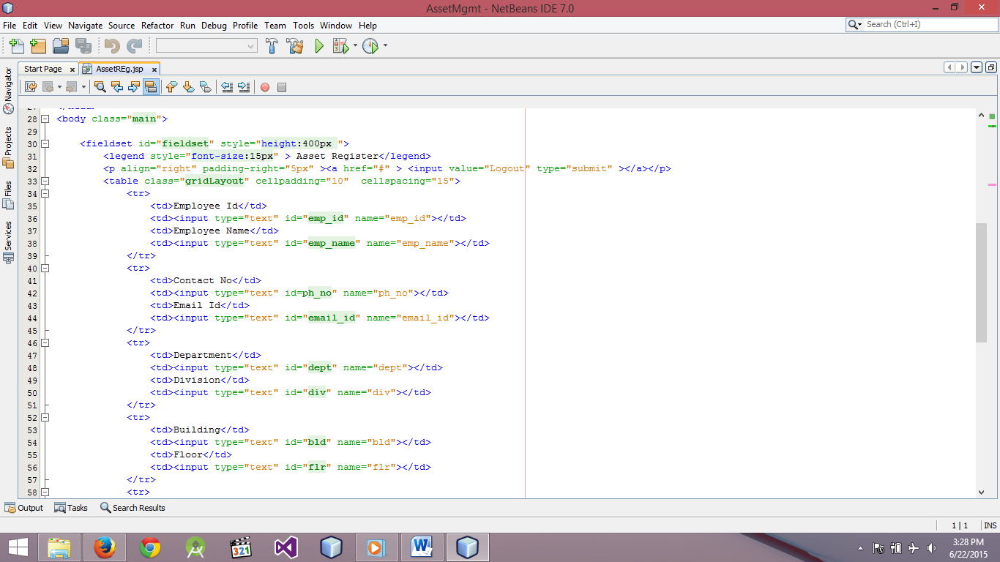 AssetMgmt - NetBeans IDE 7.0
File Edit View Navigate Source Refactor Run Debug Profile Team Tools Window Help
Search (Ctrl+I)
Start Page x AssetREg.jsp x
Navigator
Projects
Files
Services
28 <body class="main">
29
30 <fieldset id="fieldset" style="height:400px ">
31 <legend style="font-size:15px" > Asset Register</legend>
32 <p align="right" padding-right="5px" ><a href="#" > <input value="Logout" type="submit" ></a></p>
33 <table class="gridLayout" cellpadding="10"  cellspacing="15">
34 <tr>
35 <td>Employee Id</td>
36 <td><input type="text" id="emp_id" name="emp_id"></td>
37 <td>Employee Name</td>
38 <td><input type="text" id="emp_name" name="emp_name"></td>
39 </tr>
40 <tr>
41 <td>Contact No</td>
42 <td><input type="text" id=ph_no" name="ph_no"></td>
43 <td>Email Id</td>
44 <td><input type="text" id="email_id" name="email_id"></td>
45 </tr>
46 <tr>
47 <td>Department</td>
48 <td><input type="text" id="dept" name="dept"></td>
49 <td>Division</td>
50 <td><input type="text" id="div" name="div"></td>
51 </tr>
52 <tr>
53 <td>Building</td>
54 <td><input type="text" id="bld" name="bld"></td>
55 <td>Floor</td>
56 <td><input type="text" id="flr" name="flr"></td>
57 </tr>
58 <tr>
Output Tasks Search Results
1 | 1 INS
321
3:28 PM
6/22/2015